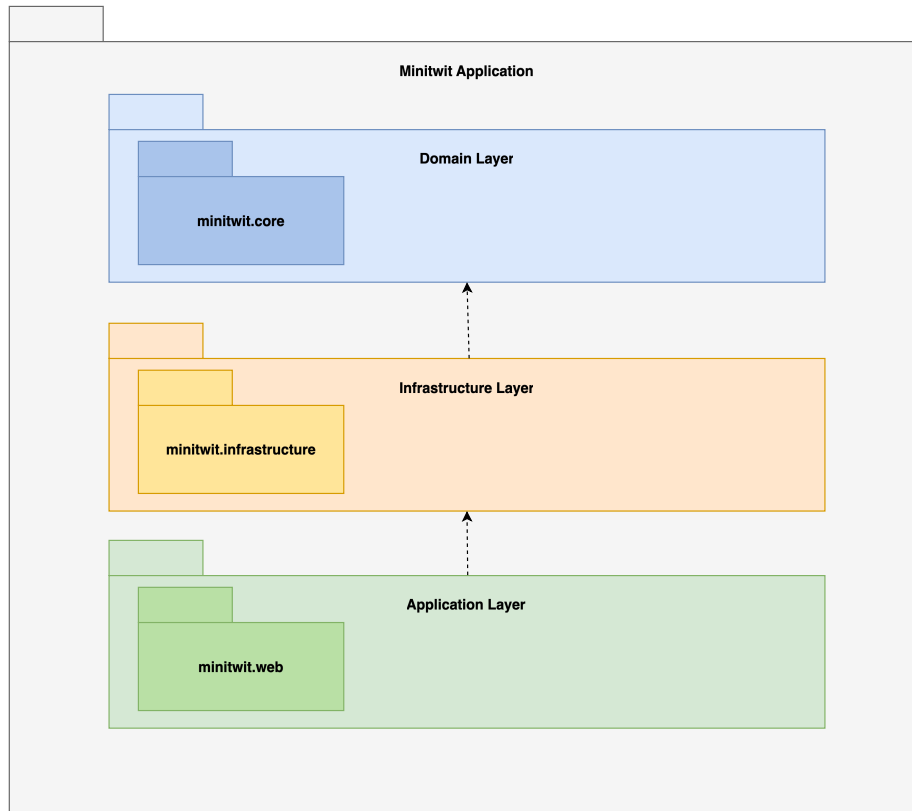 Minitwit Application
Domain Layer
minitwit.core
Infrastructure Layer
minitwit.infrastructure
Application Layer
minitwit.web